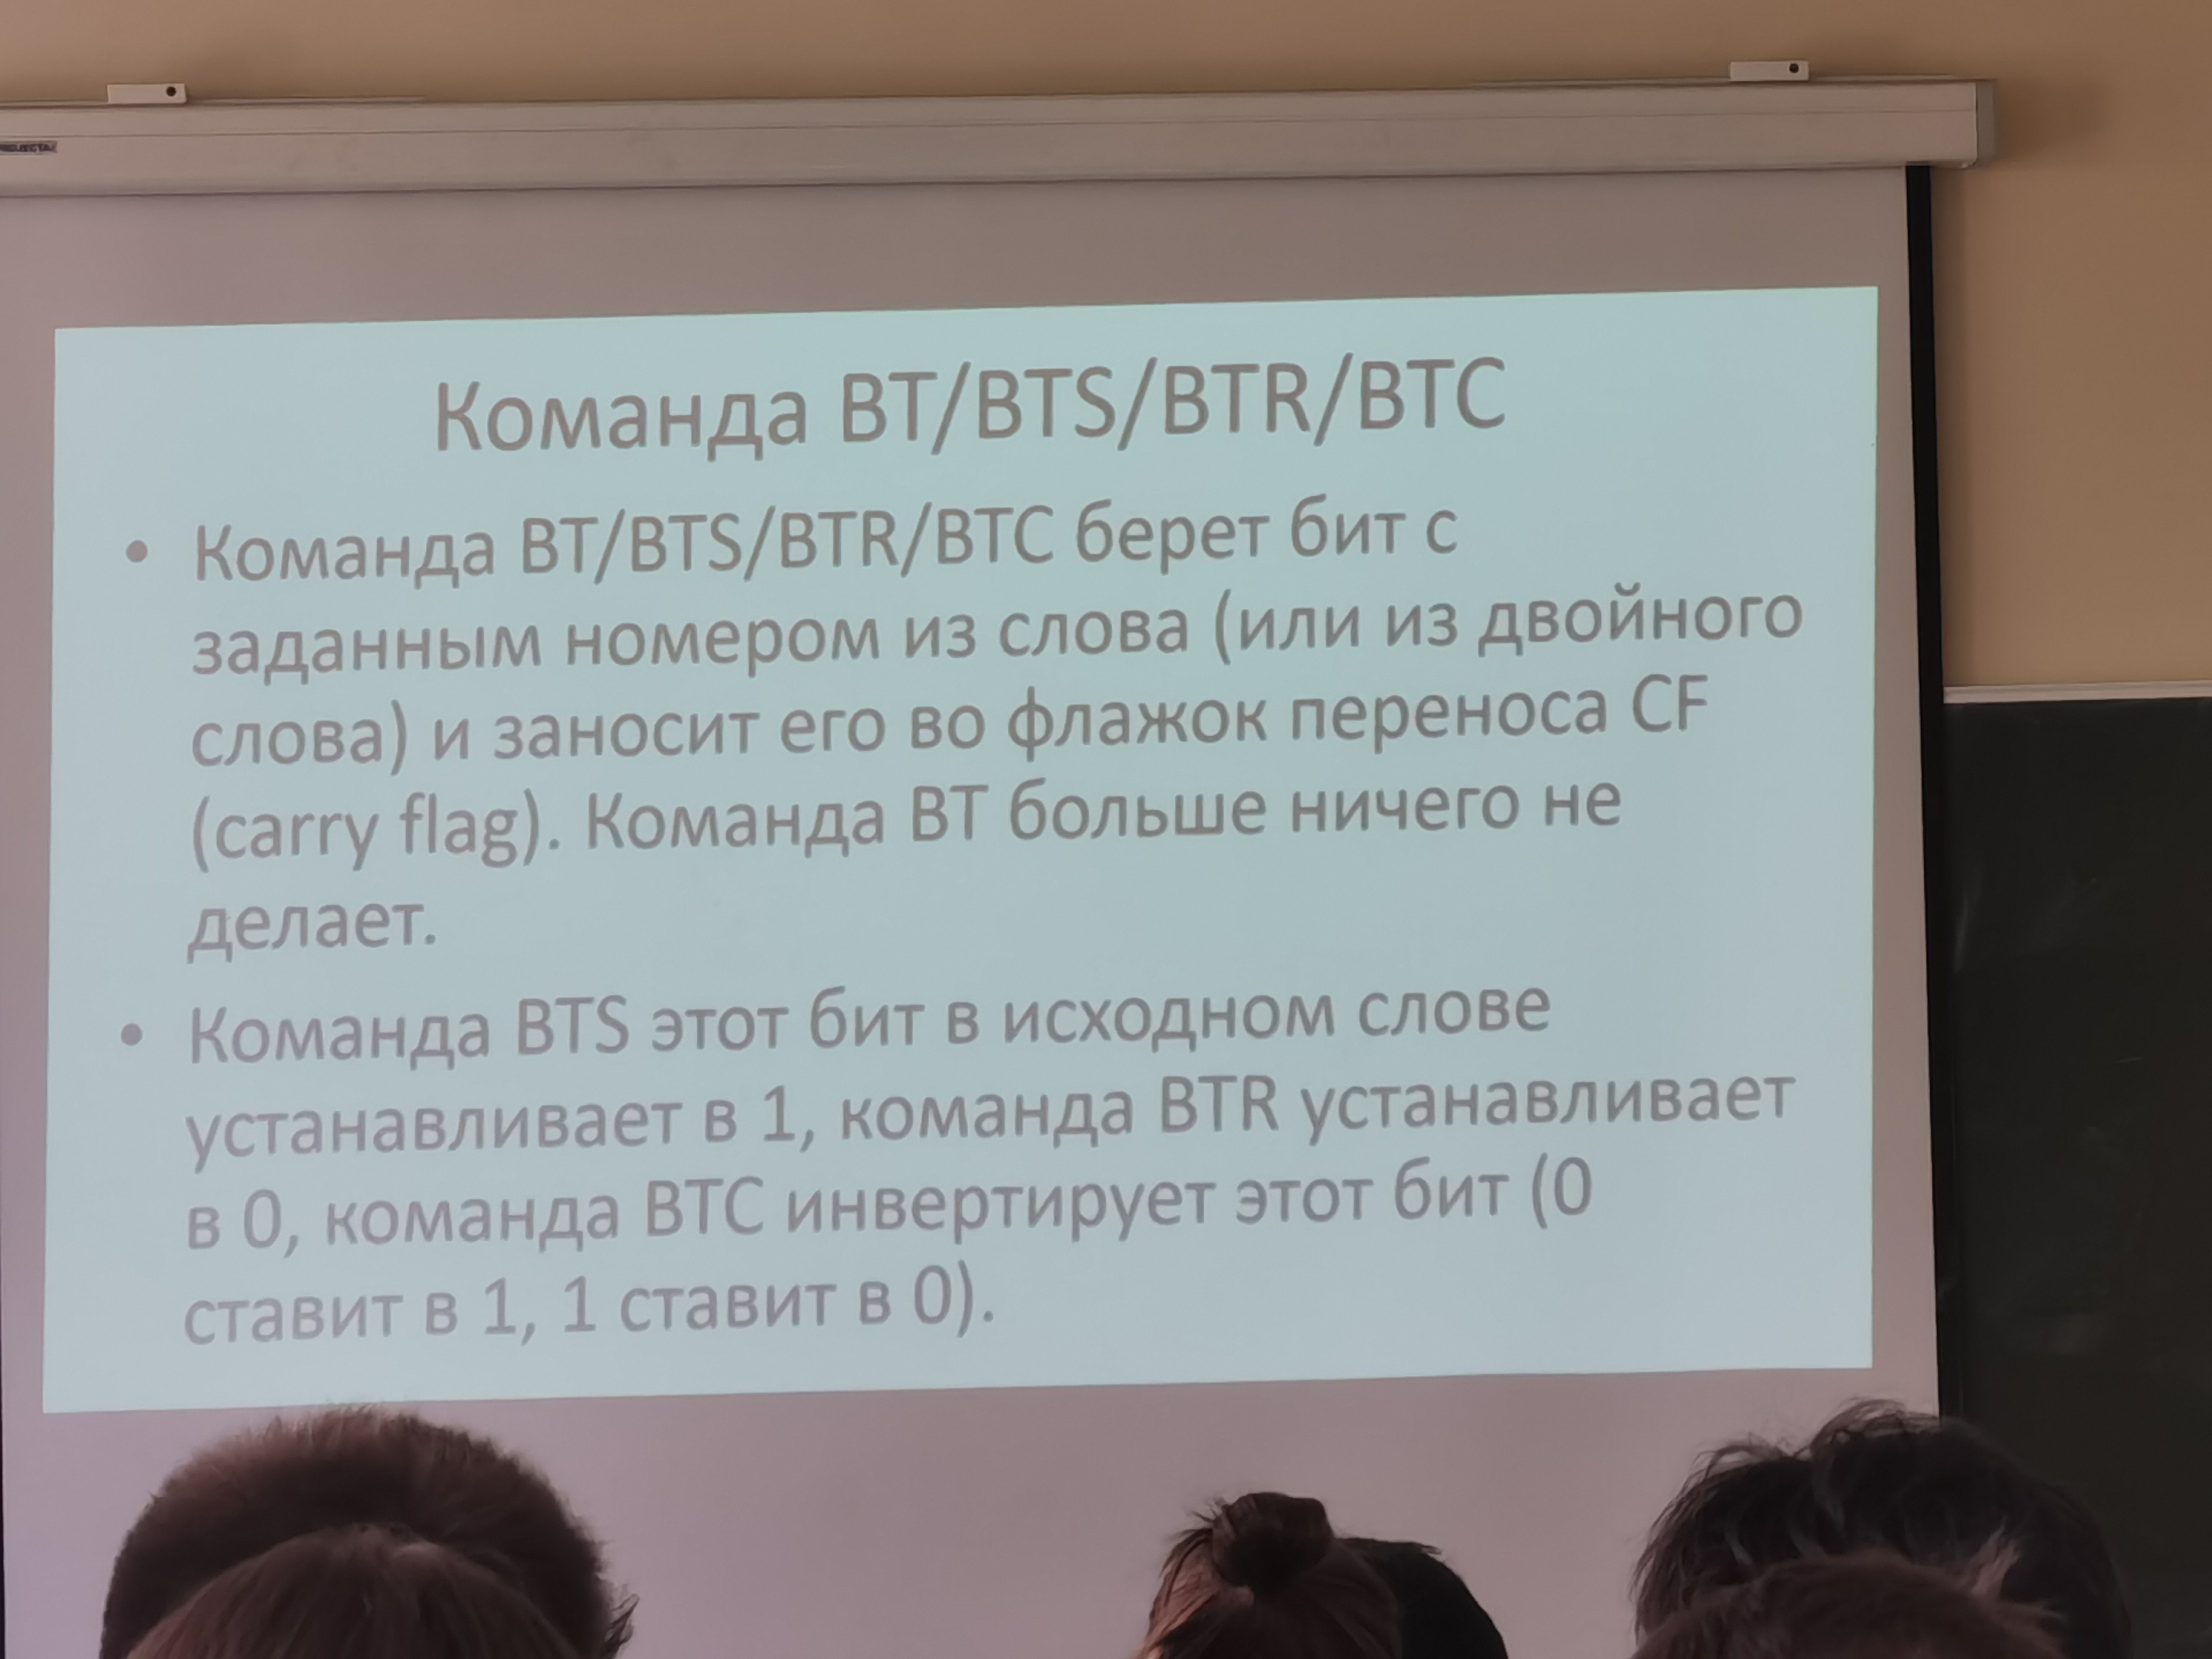 PROJECTA
Команда BT/BTS/BTR/BTC
• Команда BT/BTS/BTR/BTC берет бит с
заданным номером из слова (или из двойного
слова) и заносит его во флажок переноса CF
(carry flag). Команда BT больше ничего не
делает.
• Команда BTS этот бит в исходном слове
устанавливает в 1, команда BTR устанавливает
в 0, команда BTC инвертирует этот бит (0
ставит в 1, 1 ставит в 0).